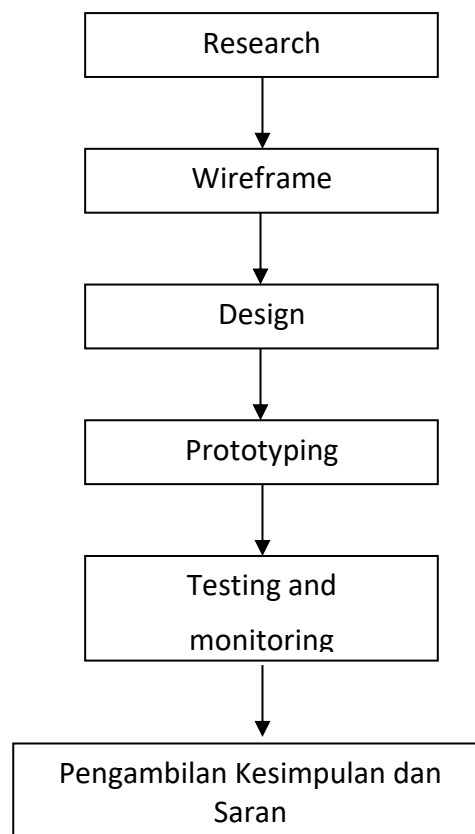 Research
Wireframe
Design
Prototyping
Testing and
monitoring
Pengambilan Kesimpulan dan
Saran